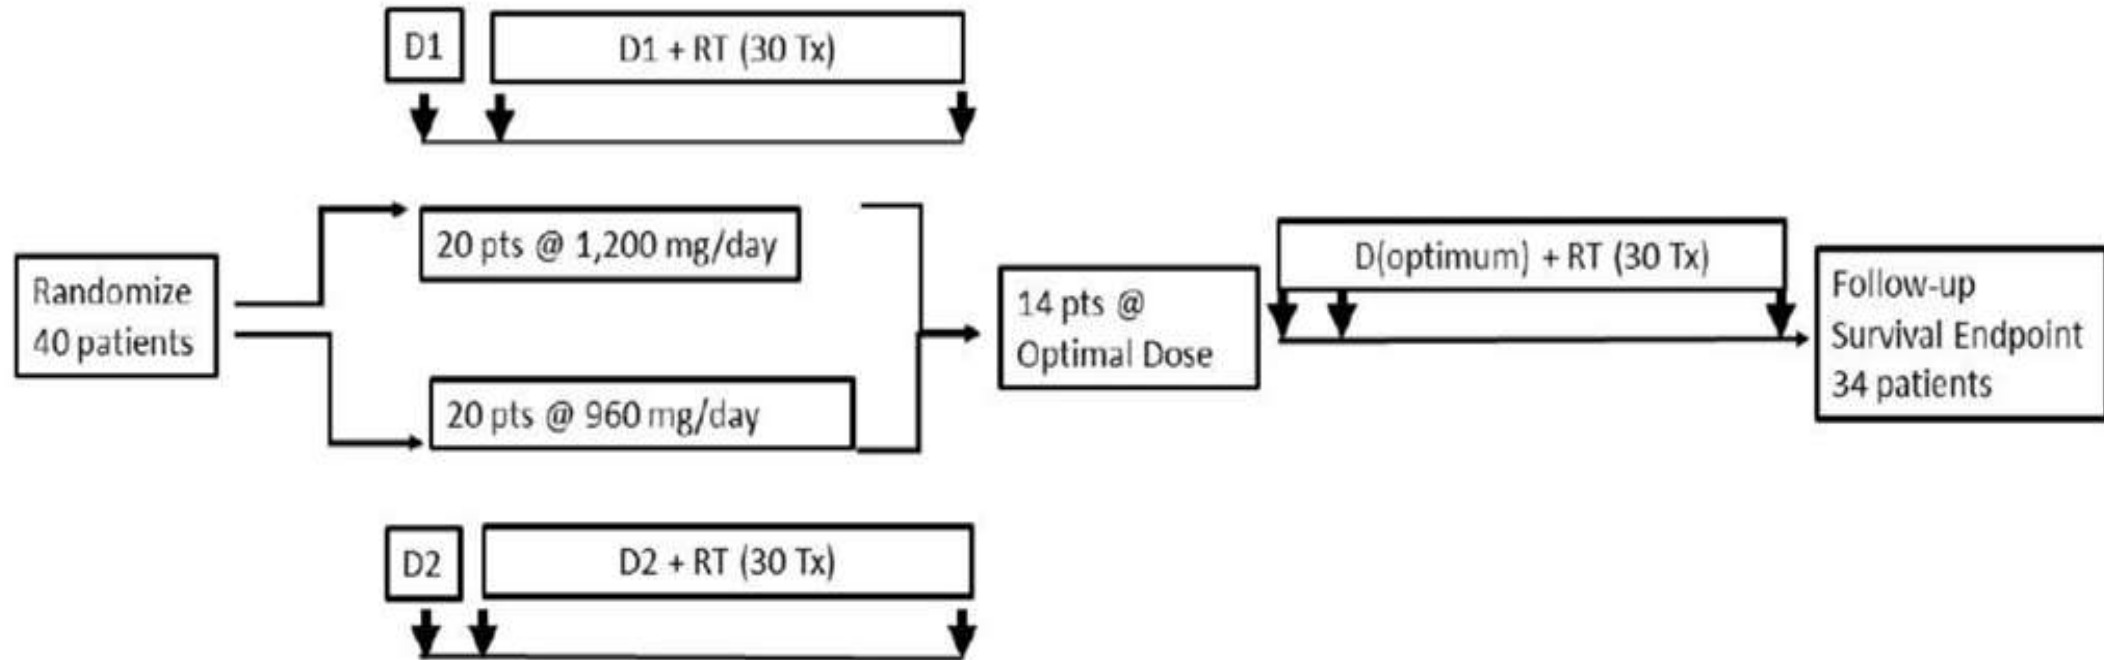 D1
D1 + RT (30 Tx)
20 pts @ 1,200 mg/day
Randomize
40 patients
20 pts @ 960 mg/day
14 pts @
Optimal Dose
D(optimum) + RT (30 Tx)
Follow-up
Survival Endpoint
34 patients
D2
D2 + RT (30 Tx)